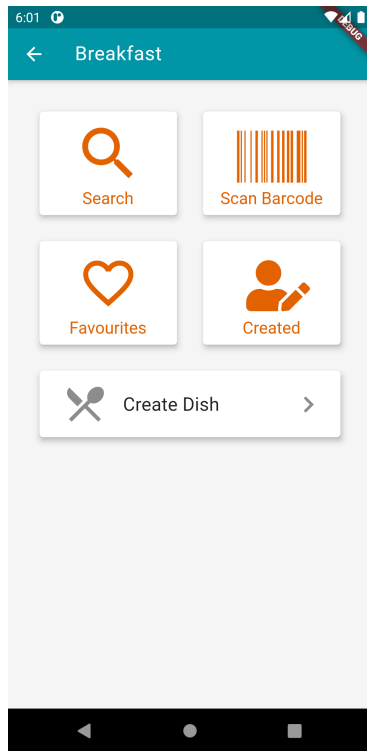 6:01
DEBUG
Breakfast
Search
Scan Barcode
Favourites
Created
Create Dish